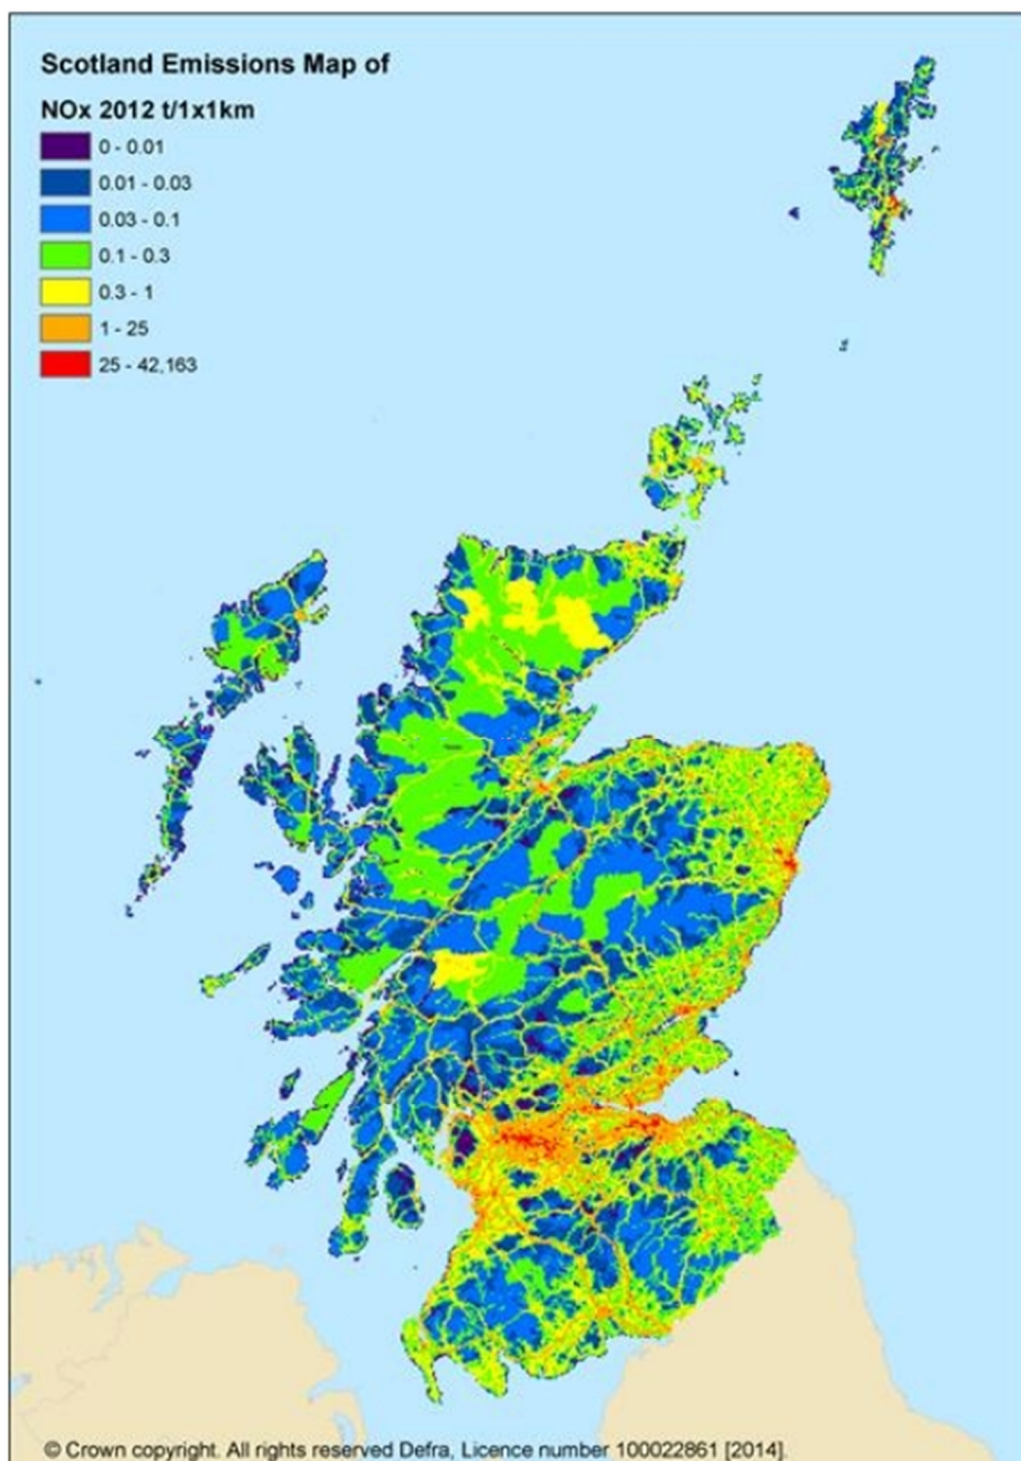 Scotland Emissions Map of
NOx 2012 t/1x1km
0 - 0.01
0.01 - 0.03
0.03 - 0.1
0.1 - 0.3
0.3 - 1
1 - 25
25 - 42,163
© Crown copyright. All rights reserved Defra, Licence number 100022861 [2014].